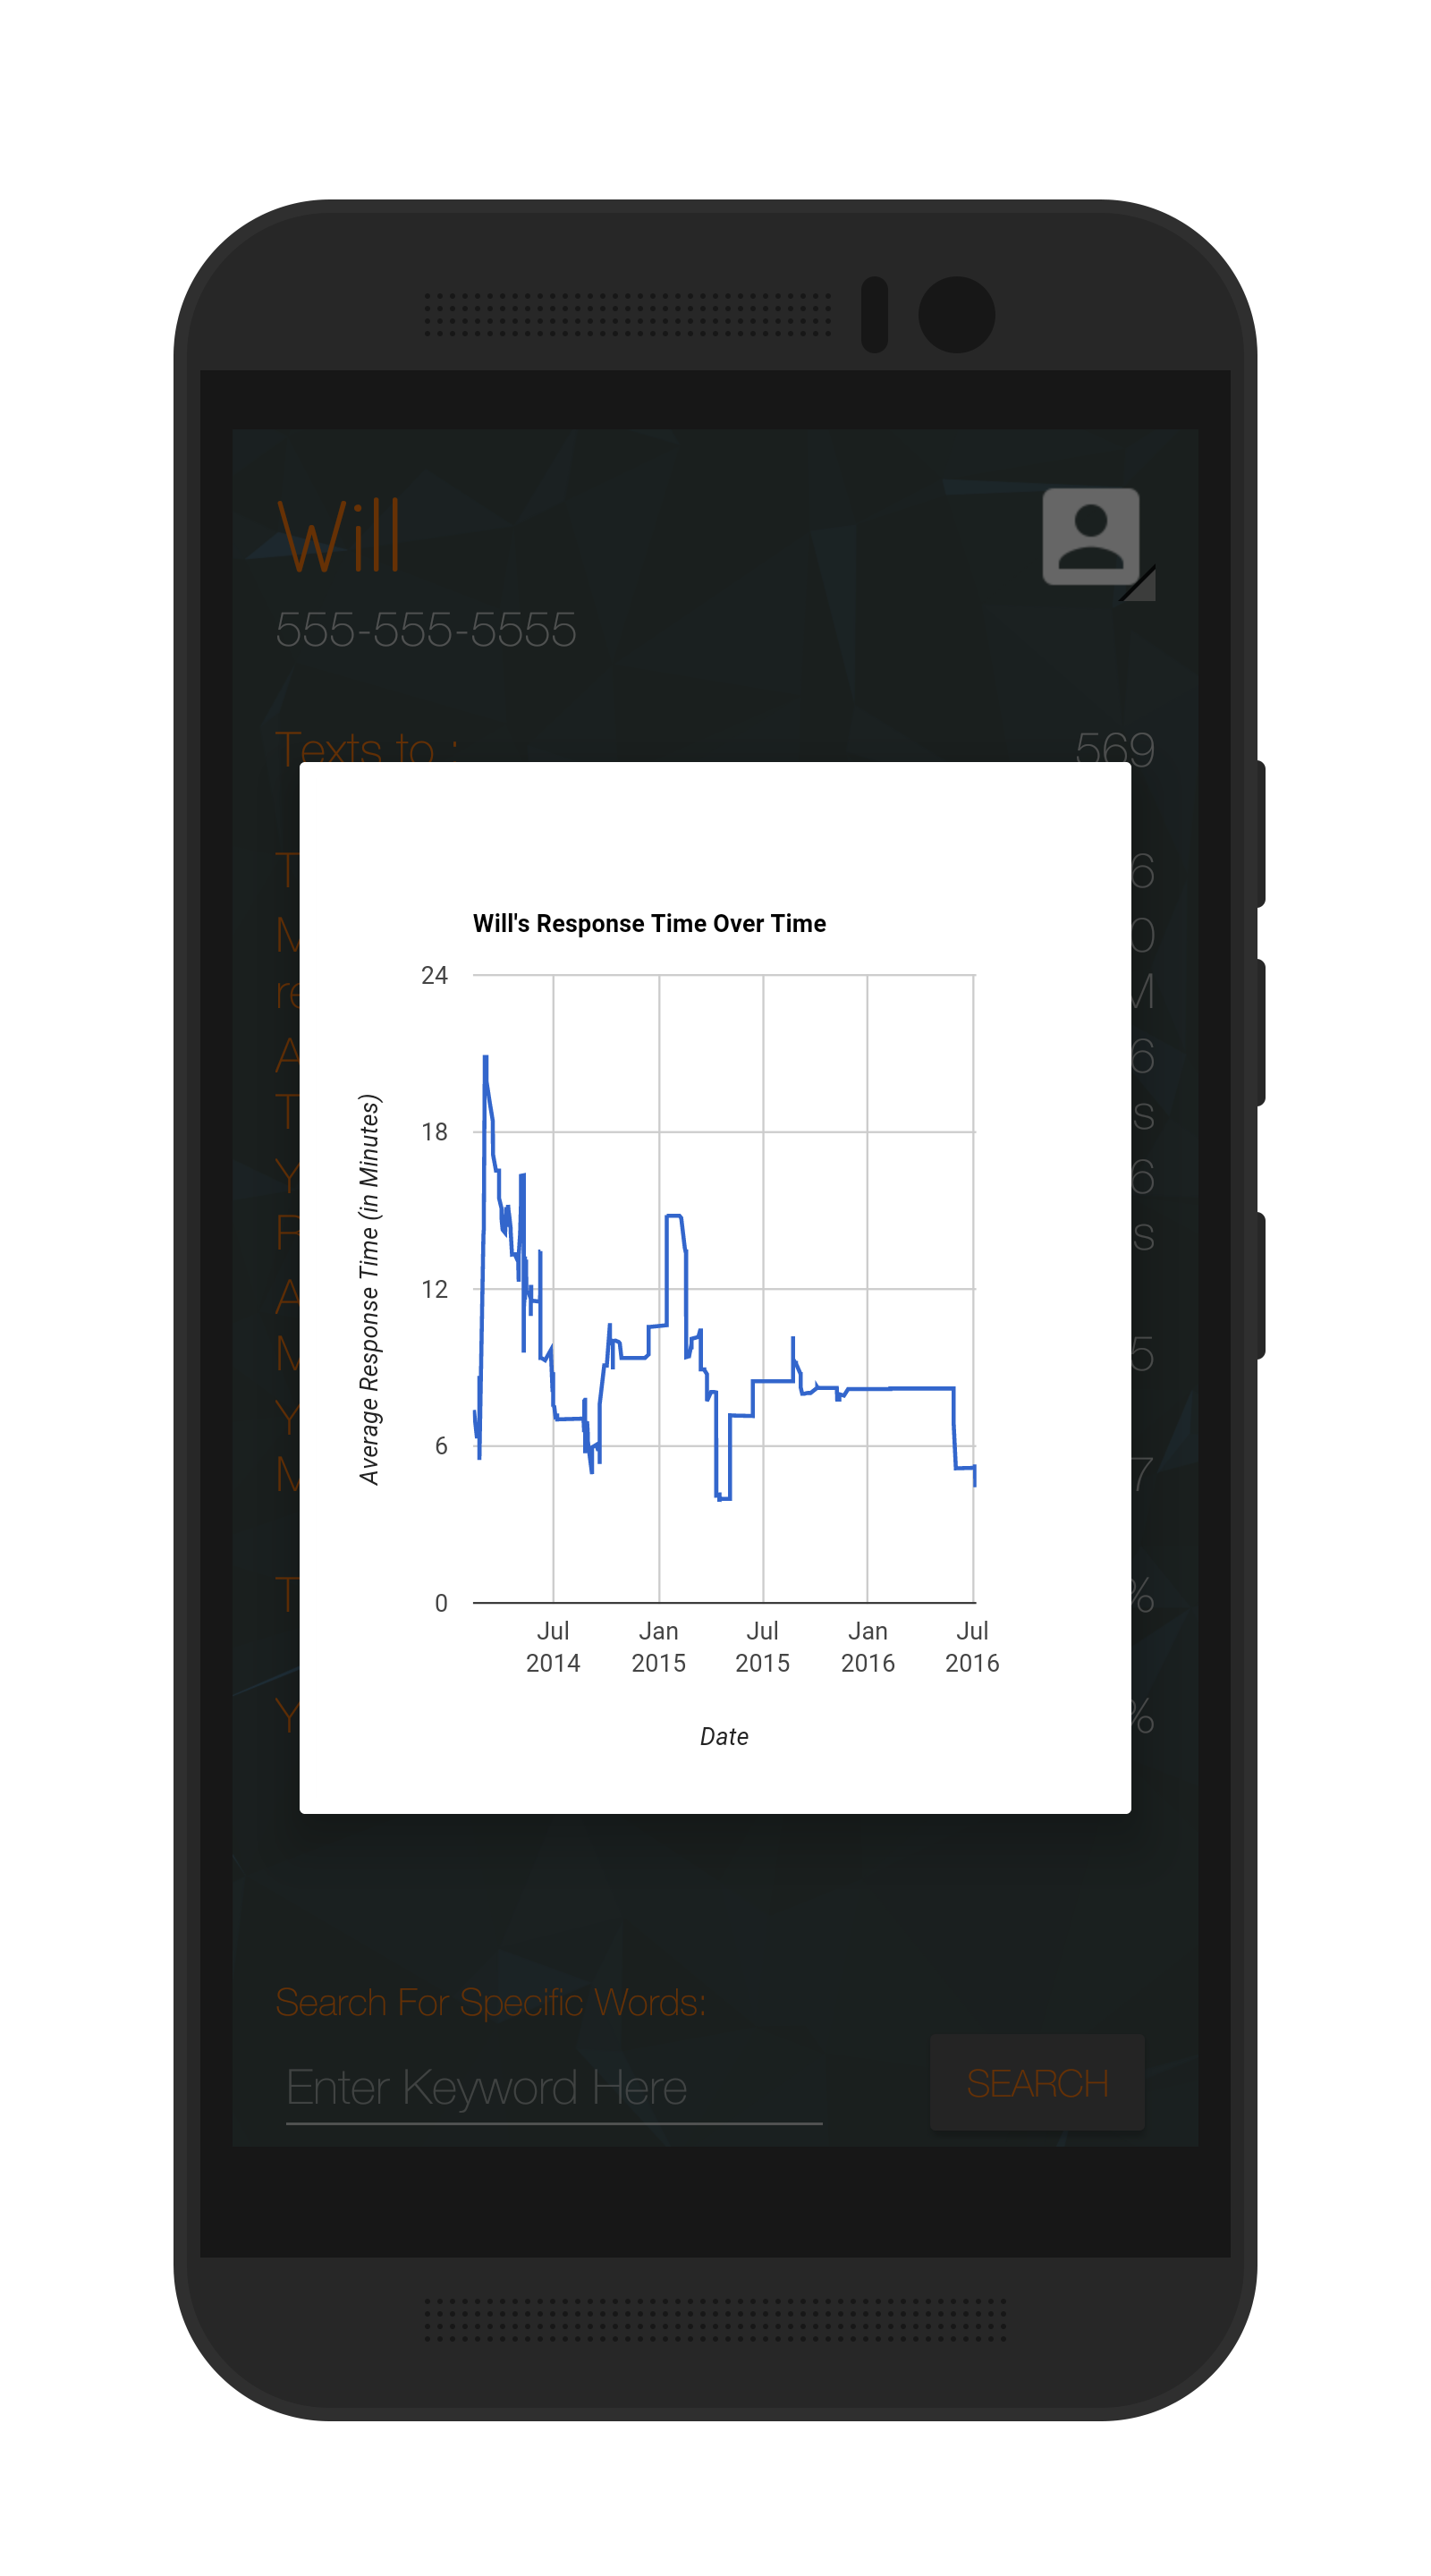 Will
555-555-5555
Texts to : 569
Will's Response Time Over Time
Average Response Time (in Minutes)
24
18
12
6
0
Jul 2014
Jan 2015
Jul 2015
Jan 2016
Jul 2016
Date
Search For Specific Words:
Enter Keyword Here
SEARCH